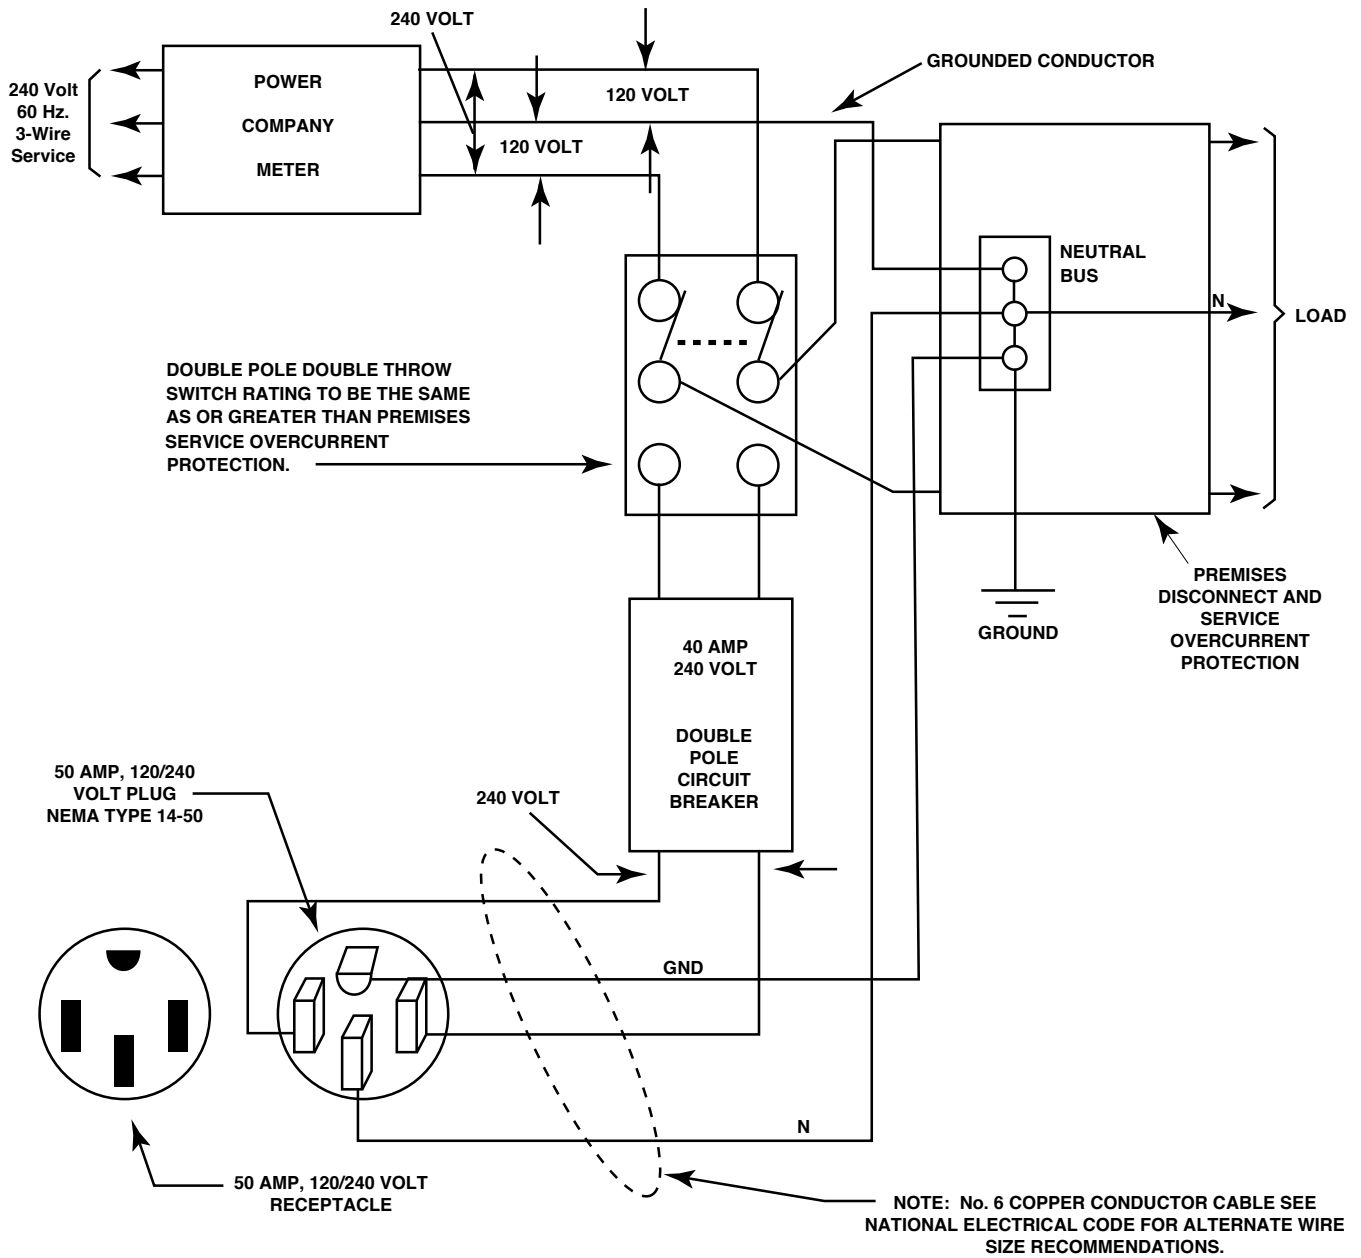 240 VOLT
GROUNDED CONDUCTOR
240 Volt
60 Hz.
3-Wire
Service
POWER
COMPANY
METER
120 VOLT
120 VOLT
NEUTRAL
BUS
N
LOAD
DOUBLE POLE DOUBLE THROW
SWITCH RATING TO BE THE SAME
AS OR GREATER THAN PREMISES
SERVICE OVERCURRENT
PROTECTION.
GROUND
PREMISES
DISCONNECT AND
SERVICE
OVERCURRENT
PROTECTION
40 AMP
240 VOLT
DOUBLE
POLE
CIRCUIT
BREAKER
50 AMP, 120/240
VOLT PLUG
NEMA TYPE 14-50
240 VOLT
GND
N
50 AMP, 120/240 VOLT
RECEPTACLE
NOTE: No. 6 COPPER CONDUCTOR CABLE SEE
NATIONAL ELECTRICAL CODE FOR ALTERNATE WIRE
SIZE RECOMMENDATIONS.